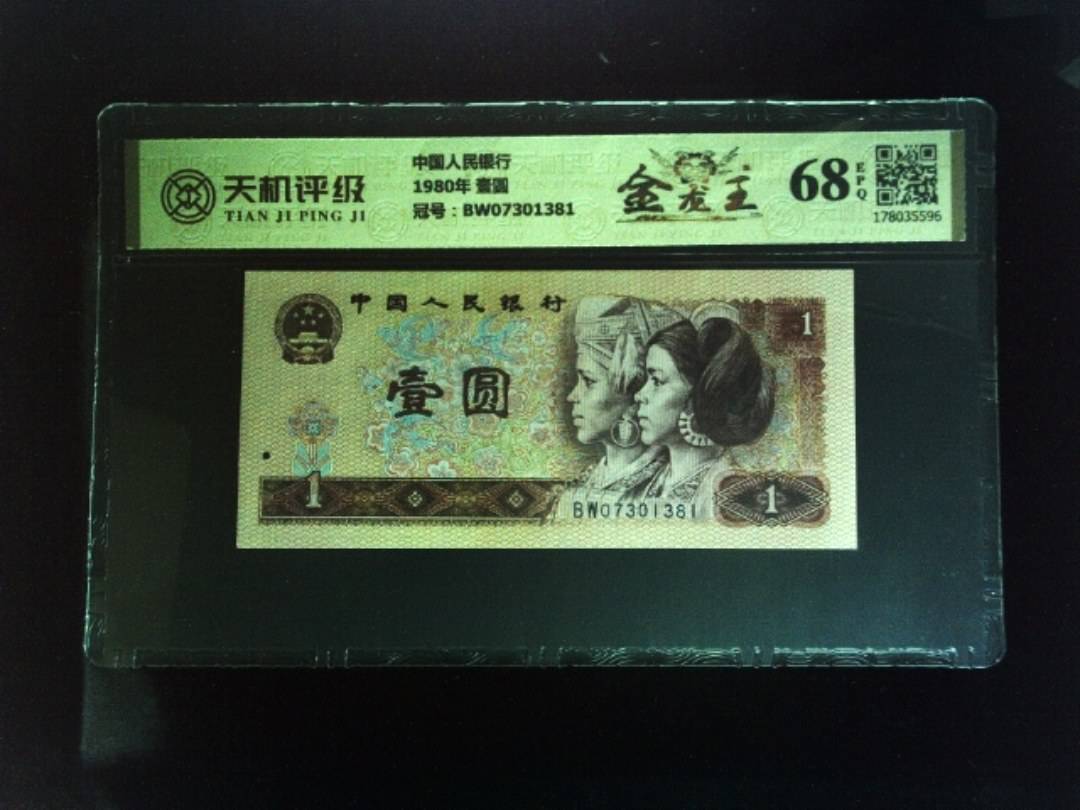 天机评级
TIAN JI PING JI
中国人民银行
1980年 壹圆
冠号：BW07301381
金龙王
68
EPQ
178035596
中国人民银行
1
壹圆
1
BW07301381
1